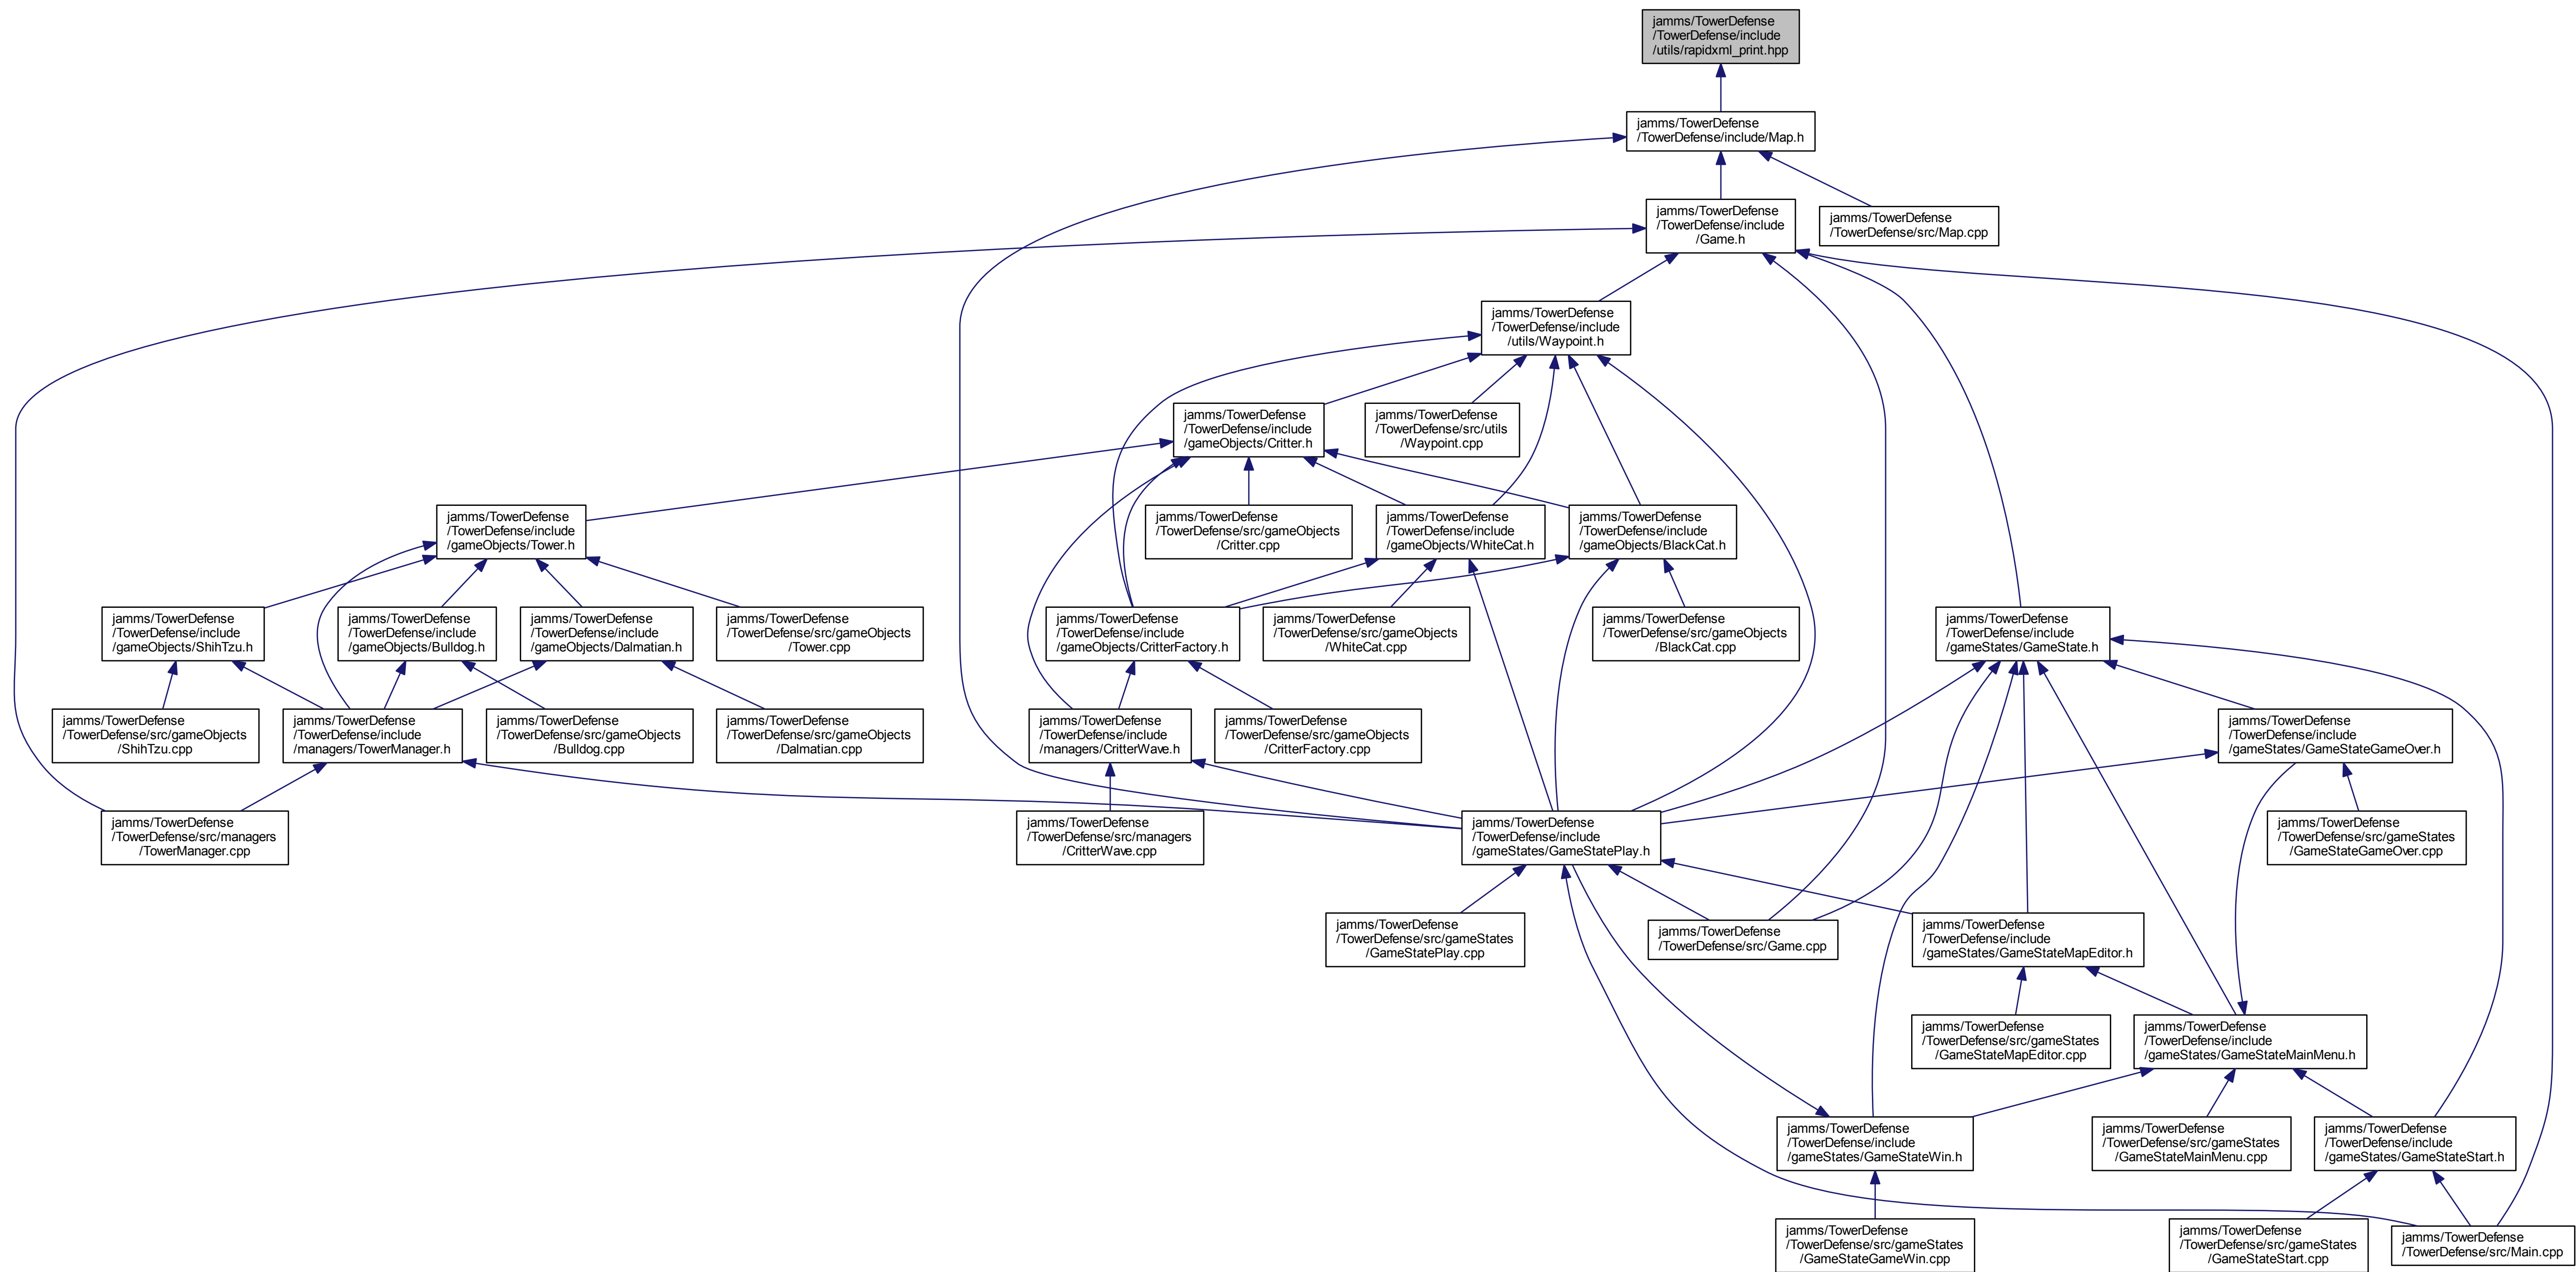 jamms/TowerDefense
/TowerDefense/include
/utils/rapidxml_print.hpp
jamms/TowerDefense
/TowerDefense/include/Map.h
jamms/TowerDefense
/TowerDefense/include
/Game.h
jamms/TowerDefense
/TowerDefense/src/Map.cpp
jamms/TowerDefense
/TowerDefense/include
/utils/Waypoint.h
jamms/TowerDefense
/TowerDefense/include
/gameObjects/Critter.h
jamms/TowerDefense
/TowerDefense/src/utils
/Waypoint.cpp
jamms/TowerDefense
/TowerDefense/include
/gameObjects/Tower.h
jamms/TowerDefense
/TowerDefense/src/gameObjects
/Critter.cpp
jamms/TowerDefense
/TowerDefense/include
/gameObjects/WhiteCat.h
jamms/TowerDefense
/TowerDefense/include
/gameObjects/BlackCat.h
jamms/TowerDefense
/TowerDefense/include
/gameObjects/ShihTzu.h
jamms/TowerDefense
/TowerDefense/include
/gameObjects/Bulldog.h
jamms/TowerDefense
/TowerDefense/include
/gameObjects/Dalmatian.h
jamms/TowerDefense
/TowerDefense/src/gameObjects
/Tower.cpp
jamms/TowerDefense
/TowerDefense/include
/gameObjects/CritterFactory.h
jamms/TowerDefense
/TowerDefense/src/gameObjects
/WhiteCat.cpp
jamms/TowerDefense
/TowerDefense/src/gameObjects
/BlackCat.cpp
jamms/TowerDefense
/TowerDefense/include
/gameStates/GameState.h
jamms/TowerDefense
/TowerDefense/src/gameObjects
/ShihTzu.cpp
jamms/TowerDefense
/TowerDefense/include
/managers/TowerManager.h
jamms/TowerDefense
/TowerDefense/src/gameObjects
/Bulldog.cpp
jamms/TowerDefense
/TowerDefense/src/gameObjects
/Dalmatian.cpp
jamms/TowerDefense
/TowerDefense/include
/managers/CritterWave.h
jamms/TowerDefense
/TowerDefense/src/gameObjects
/CritterFactory.cpp
jamms/TowerDefense
/TowerDefense/include
/gameStates/GameStateGameOver.h
jamms/TowerDefense
/TowerDefense/src/managers
/TowerManager.cpp
jamms/TowerDefense
/TowerDefense/src/managers
/CritterWave.cpp
jamms/TowerDefense
/TowerDefense/include
/gameStates/GameStatePlay.h
jamms/TowerDefense
/TowerDefense/src/gameStates
/GameStateGameOver.cpp
jamms/TowerDefense
/TowerDefense/src/gameStates
/GameStatePlay.cpp
jamms/TowerDefense
/TowerDefense/src/Game.cpp
jamms/TowerDefense
/TowerDefense/include
/gameStates/GameStateMapEditor.h
jamms/TowerDefense
/TowerDefense/src/gameStates
/GameStateMapEditor.cpp
jamms/TowerDefense
/TowerDefense/include
/gameStates/GameStateMainMenu.h
jamms/TowerDefense
/TowerDefense/include
/gameStates/GameStateWin.h
jamms/TowerDefense
/TowerDefense/src/gameStates
/GameStateMainMenu.cpp
jamms/TowerDefense
/TowerDefense/include
/gameStates/GameStateStart.h
jamms/TowerDefense
/TowerDefense/src/gameStates
/GameStateGameWin.cpp
jamms/TowerDefense
/TowerDefense/src/gameStates
/GameStateStart.cpp
jamms/TowerDefense
/TowerDefense/src/Main.cpp